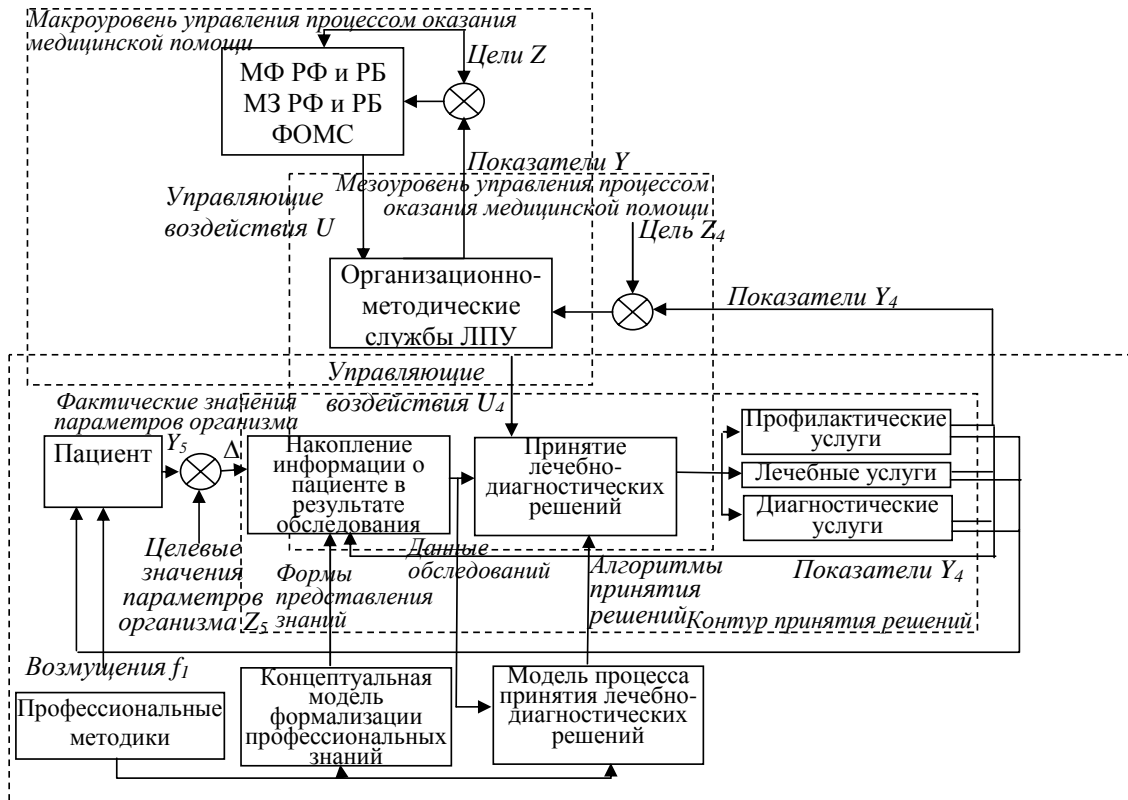 Макроуровень управления процессом оказания
медицинской помощи
Цели Z
МФ РФ и РБ
МЗ РФ и РБ
ФОМС
Показатели Y
Мезоуровень управления процессом
оказания медицинской помощи
Управляющие
воздействия U
Цель Z4
Организационно-
методические
службы ЛПУ
Показатели Y4
Управляющие
воздействия U4
Фактические значения
параметров организма
Пациент
Y5
Δ
Накопление
информации о
пациенте в
результате
обследования
Принятие
лечебно-
диагностических
решений
Профилактические
услуги
Лечебные услуги
Диагностические
услуги
Целевые
значения
параметров
организма Z5
Формы
представления
знаний
Данные
обследований
Алгоритмы
принятия
решений
Показатели Y4
Контур принятия решений
Возмущения f1
Профессиональные
методики
Концептуальная
модель
формализации
профессиональных
знаний
Модель процесса
принятия лечебно-
диагностических
решений